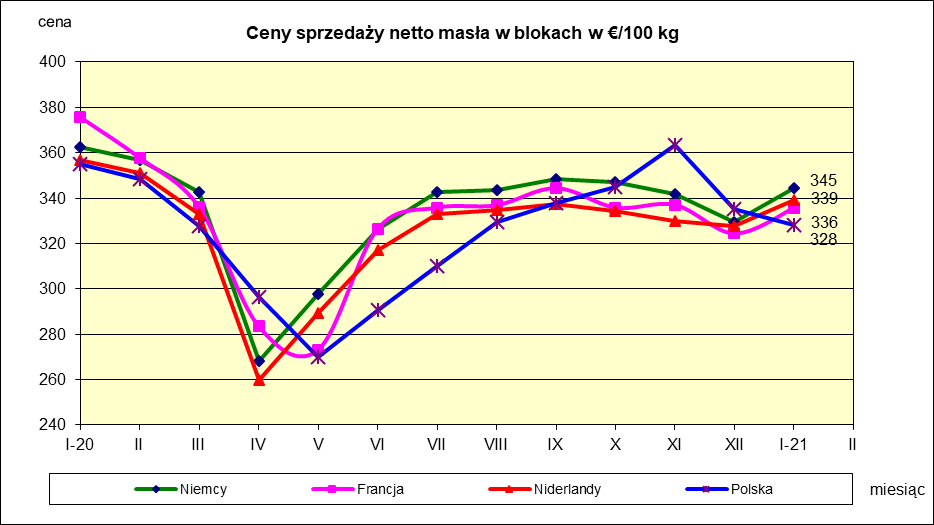 cena
Ceny sprzedaży netto masła w blokach w €/100 kg
400
380
360
340
320
300
280
260
240
345
339
336
328
I-20 II III IV V VI VII VIII IX X XI XII I-21 II
Niemcy Francja Niderlandy Polska
miesiąc